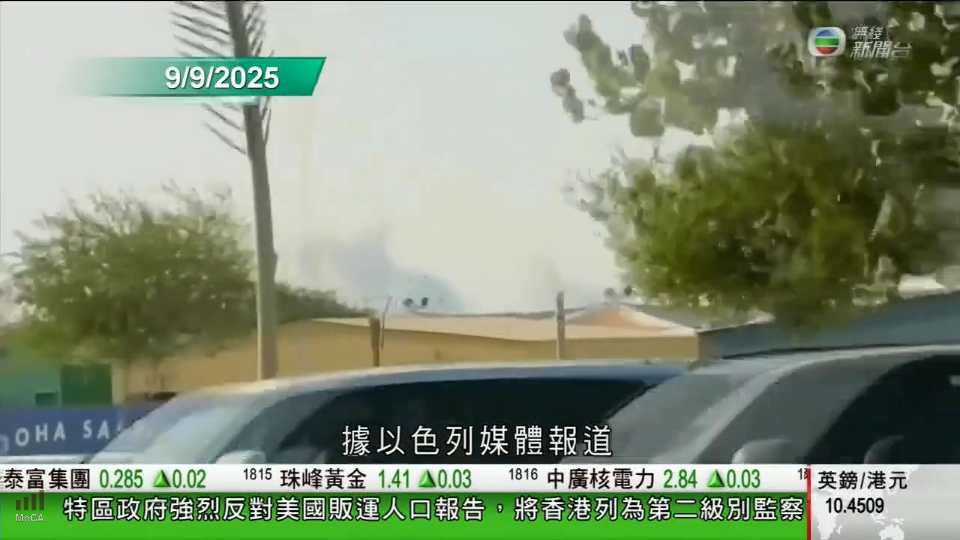 無綫
新聞台
9/9/2025
OHA SA
據以色列媒體報道
泰富集團 0.285 ▲0.02 1815 珠峰黃金 1.41 ▲0.03 1816 中廣核電力 2.84 ▲0.03
英鎊/港元
10.4509
特區政府強烈反對美國販運人口報告，將香港列為第二級別監察
MoCA